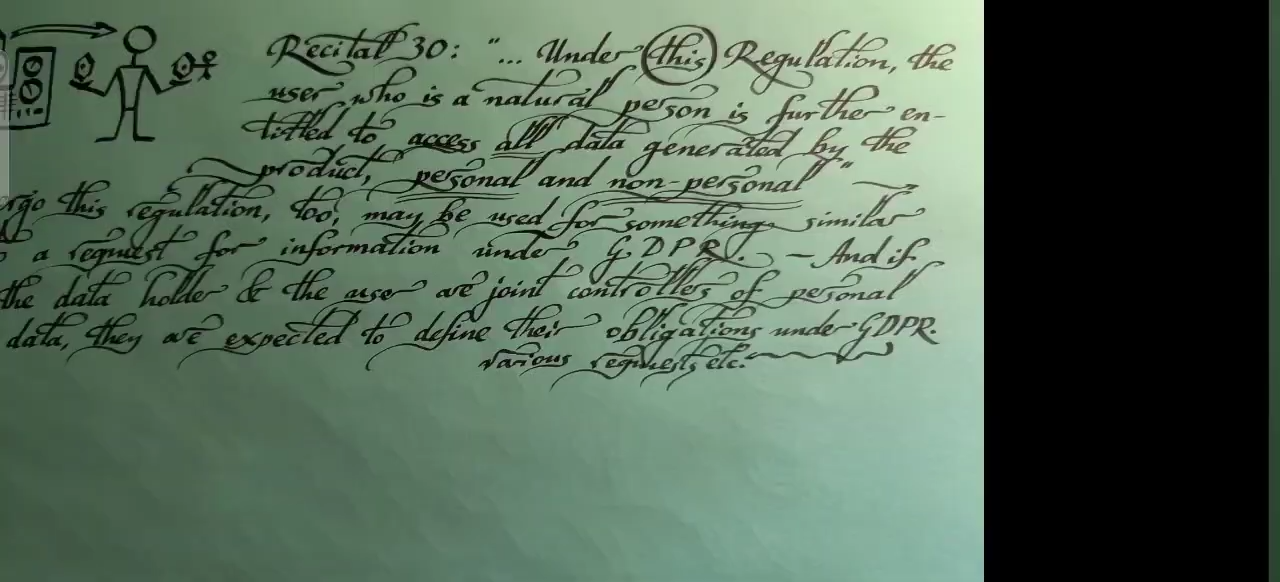 Recital 30: "... Under this Regulation, the
user who is a natural person is further en-
titled to access all data generated by the
product, personal and non-personal"
ergo this regulation, too, may be used for something similar
a request for information under GDPR. – And if
the data holder & the user are joint controllers of personal
data, they are expected to define their obligations under GDPR.
various requests etc.